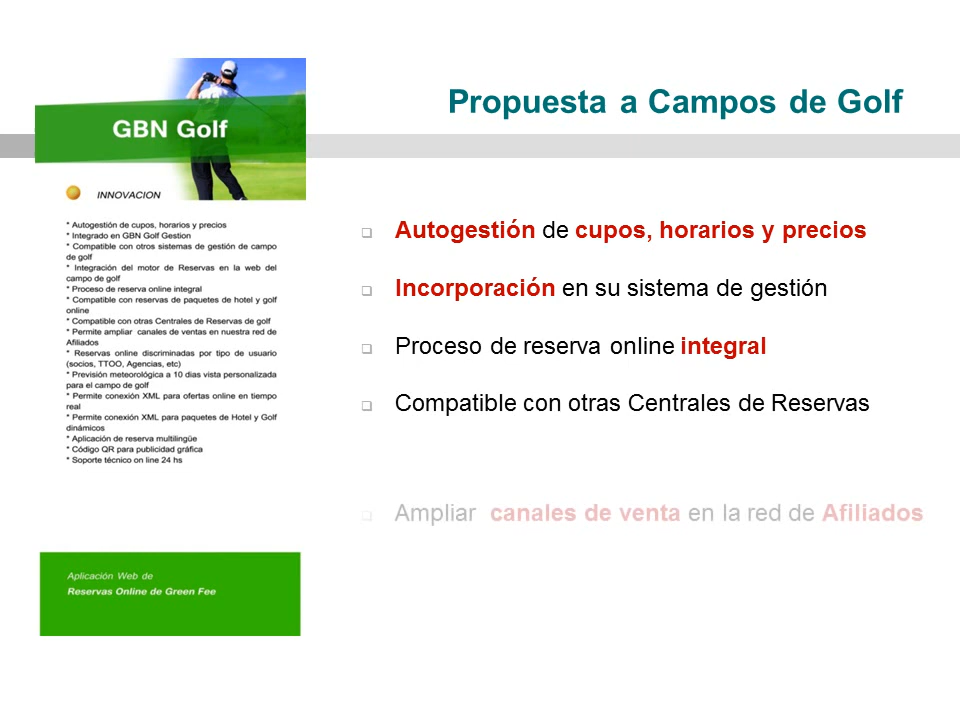 Propuesta a Campos de Golf
GBN Golf
INNOVACION
* Autogestión de cupos, horarios y precios
* Integrado en GBN Golf Gestion
* Compatible con otros sistemas de gestión de campo
de golf
* Integración del motor de Reservas en la web del
campo de golf
* Proceso de reserva online integral
* Compatible con reservas de paquetes de hotel y golf
online
* Compatible con otras Centrales de Reservas de golf
* Permite ampliar canales de ventas en nuestra red de
Afiliados
* Reservas online discriminadas por tipo de usuario
(socios, TTOO, Agencias, etc)
* Previsión meteorológica a 10 dias vista personalizada
para el campo de golf
* Permite conexión XML para ofertas online en tiempo
real
* Permite conexión XML para paquetes de Hotel y Golf
dinámicos
* Aplicación de reserva multilingüe
* Código QR para publicidad gráfica
* Soporte técnico on line 24 hs
Aplicación Web de
Reservas Online de Green Fee
Autogestión de cupos, horarios y precios
Incorporación en su sistema de gestión
Proceso de reserva online integral
Compatible con otras Centrales de Reservas
Ampliar canales de venta en la red de Afiliados